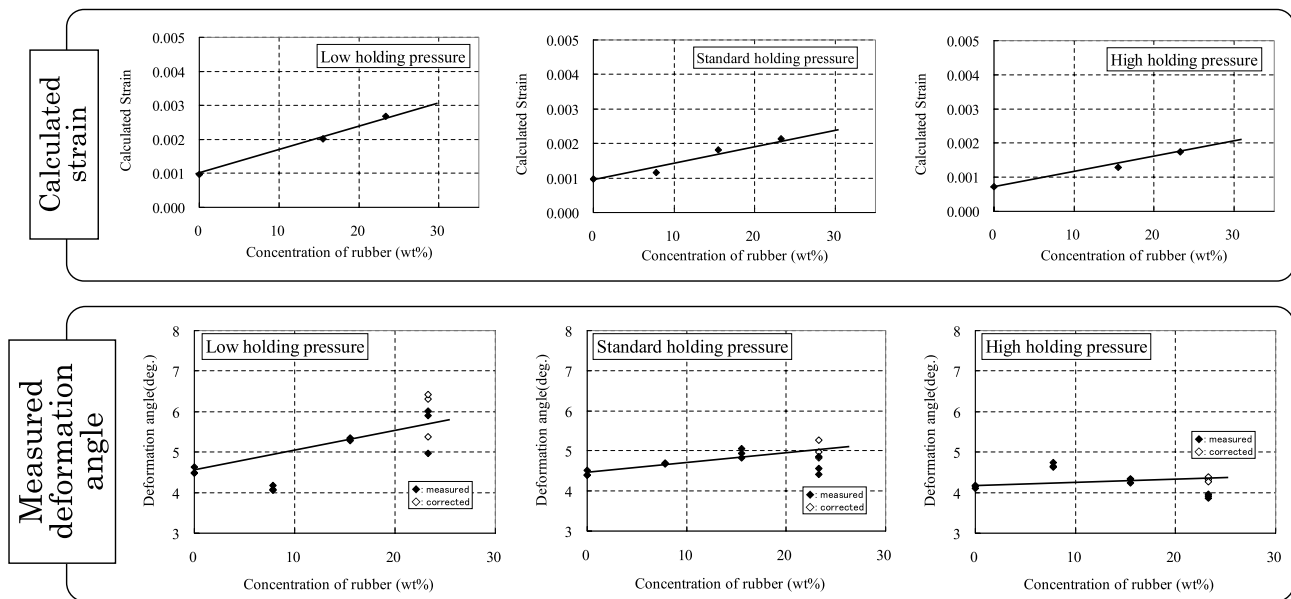 Calculated
strain
0.005
0.004
0.003
0.002
0.001
0.000
Calculated Strain
Low holding pressure
0
10
20
30
Concentration of rubber (wt%)
0.005
0.004
0.003
0.002
0.001
0.000
Calculated Strain
Standard holding pressure
0
10
20
30
Concentration of rubber (wt%)
0.005
0.004
0.003
0.002
0.001
0.000
Calculated Strain
High holding pressure
0
10
20
30
Concentration of rubber (wt%)
Measured
deformation
angle
8
7
6
5
4
3
Deformation angle(deg.)
Low holding pressure
◆: measured
◇: corrected
0
10
20
30
Concentration of rubber (wt%)
8
7
6
5
4
3
Deformation angle(deg.)
Standard holding pressure
◆: measured
◇: corrected
0
10
20
30
Concentration of rubber (wt%)
8
7
6
5
4
3
Deformation angle(deg.)
High holding pressure
◆: measured
◇: corrected
0
10
20
30
Concentration of rubber (wt%)